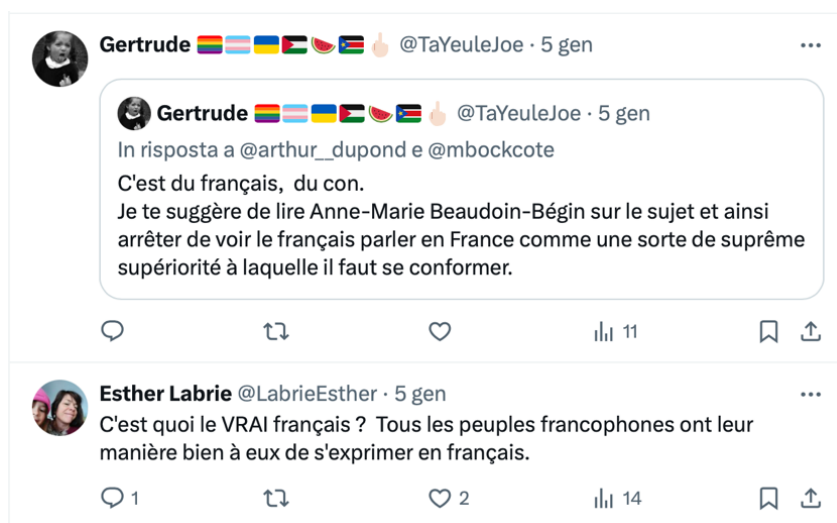 Gertrude 🏳️‍🌈🏳️‍⚧️🇺🇦🇵🇸🍉🇸🇸🖕🏻 @TaYeuleJoe · 5 gen
Gertrude 🏳️‍🌈🏳️‍⚧️🇺🇦🇵🇸🍉🇸🇸🖕🏻 @TaYeuleJoe · 5 gen
In risposta a @arthur__dupond e @mbockcote
C'est du français, du con.
Je te suggère de lire Anne-Marie Beaudoin-Bégin sur le sujet et ainsi
arrêter de voir le français parler en France comme une sorte de suprême
supériorité à laquelle il faut se conformer.
11
Esther Labrie @LabrieEsther · 5 gen
C'est quoi le VRAI français ? Tous les peuples francophones ont leur
manière bien à eux de s'exprimer en français.
1 2 14